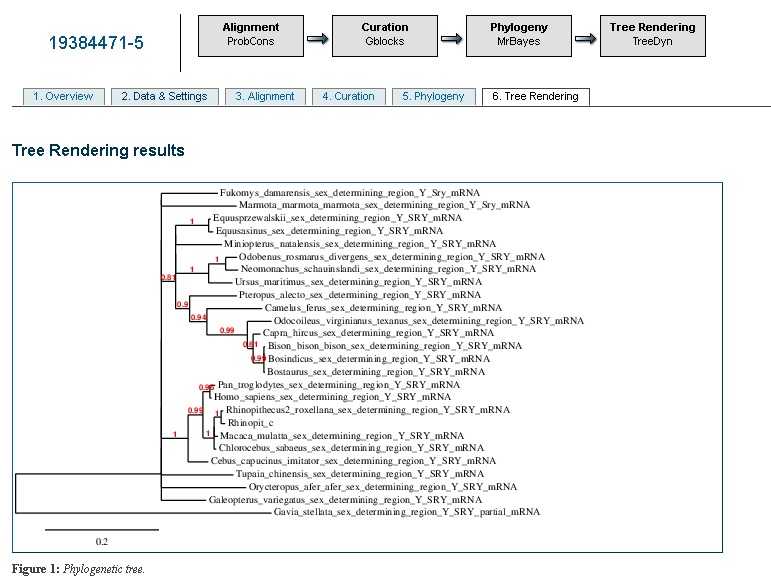 19384471-5
Alignment
ProbCons
Curation
Gblocks
Phylogeny
MrBayes
Tree Rendering
TreeDyn
1. Overview
2. Data & Settings
3. Alignment
4. Curation
5. Phylogeny
6. Tree Rendering
Tree Rendering results
Fukomys_damarensis_sex_determining_region_Y_Sry_mRNA
Marmota_marmota_marmota_sex_determining_region_Y_Sry_mRNA
1
Equusprzewalskii_sex_determining_region_Y_SRY_mRNA
Equusasinus_sex_determining_region_Y_SRY_mRNA
Miniopterus_natalensis_sex_determining_region_Y_SRY_mRNA
1
Odobenus_rosmarus_divergens_sex_determining_region_Y_SRY_mRNA
1
Neomonachus_schauinslandi_sex_determining_region_Y_SRY_mRNA
0.81
Ursus_maritimus_sex_determining_region_Y_SRY_mRNA
Pteropus_alecto_sex_determining_region_Y_SRY_mRNA
0.9
Camelus_ferus_sex_determining_region_Y_SRY_mRNA
0.94
Odocoileus_virginianus_texanus_sex_determining_region_Y_SRY_mRNA
0.99
Capra_hircus_sex_determining_region_Y_SRY_mRNA
Bison_bison_bison_sex_determining_region_Y_SRY_mRNA
Bosindicus_sex_determining_region_Y_SRY_mRNA
0.99
Bostaurus_sex_determining_region_Y_SRY_mRNA
Pan_troglodytes_sex_determining_region_Y_SRY_mRNA
Homo_sapiens_sex_determining_region_Y_SRY_mRNA
0.99
Rhinopithecus2_roxellana_sex_determining_region_Y_SRY_mRNA
1
Rhinopit_c
1
1
Macaca_mulatta_sex_determining_region_Y_SRY_mRNA
Chlorocebus_sabaeus_sex_determining_region_Y_SRY_mRNA
Cebus_capucinus_imitator_sex_determining_region_Y_SRY_mRNA
Tupaia_chinensis_sex_determining_region_Y_SRY_mRNA
Orycteropus_afer_afer_sex_determining_region_Y_SRY_mRNA
Galeopterus_variegatus_sex_determining_region_Y_SRY_mRNA
Gavia_stellata_sex_determining_region_Y_SRY_partial_mRNA
0.2
Figure 1: Phylogenetic tree.